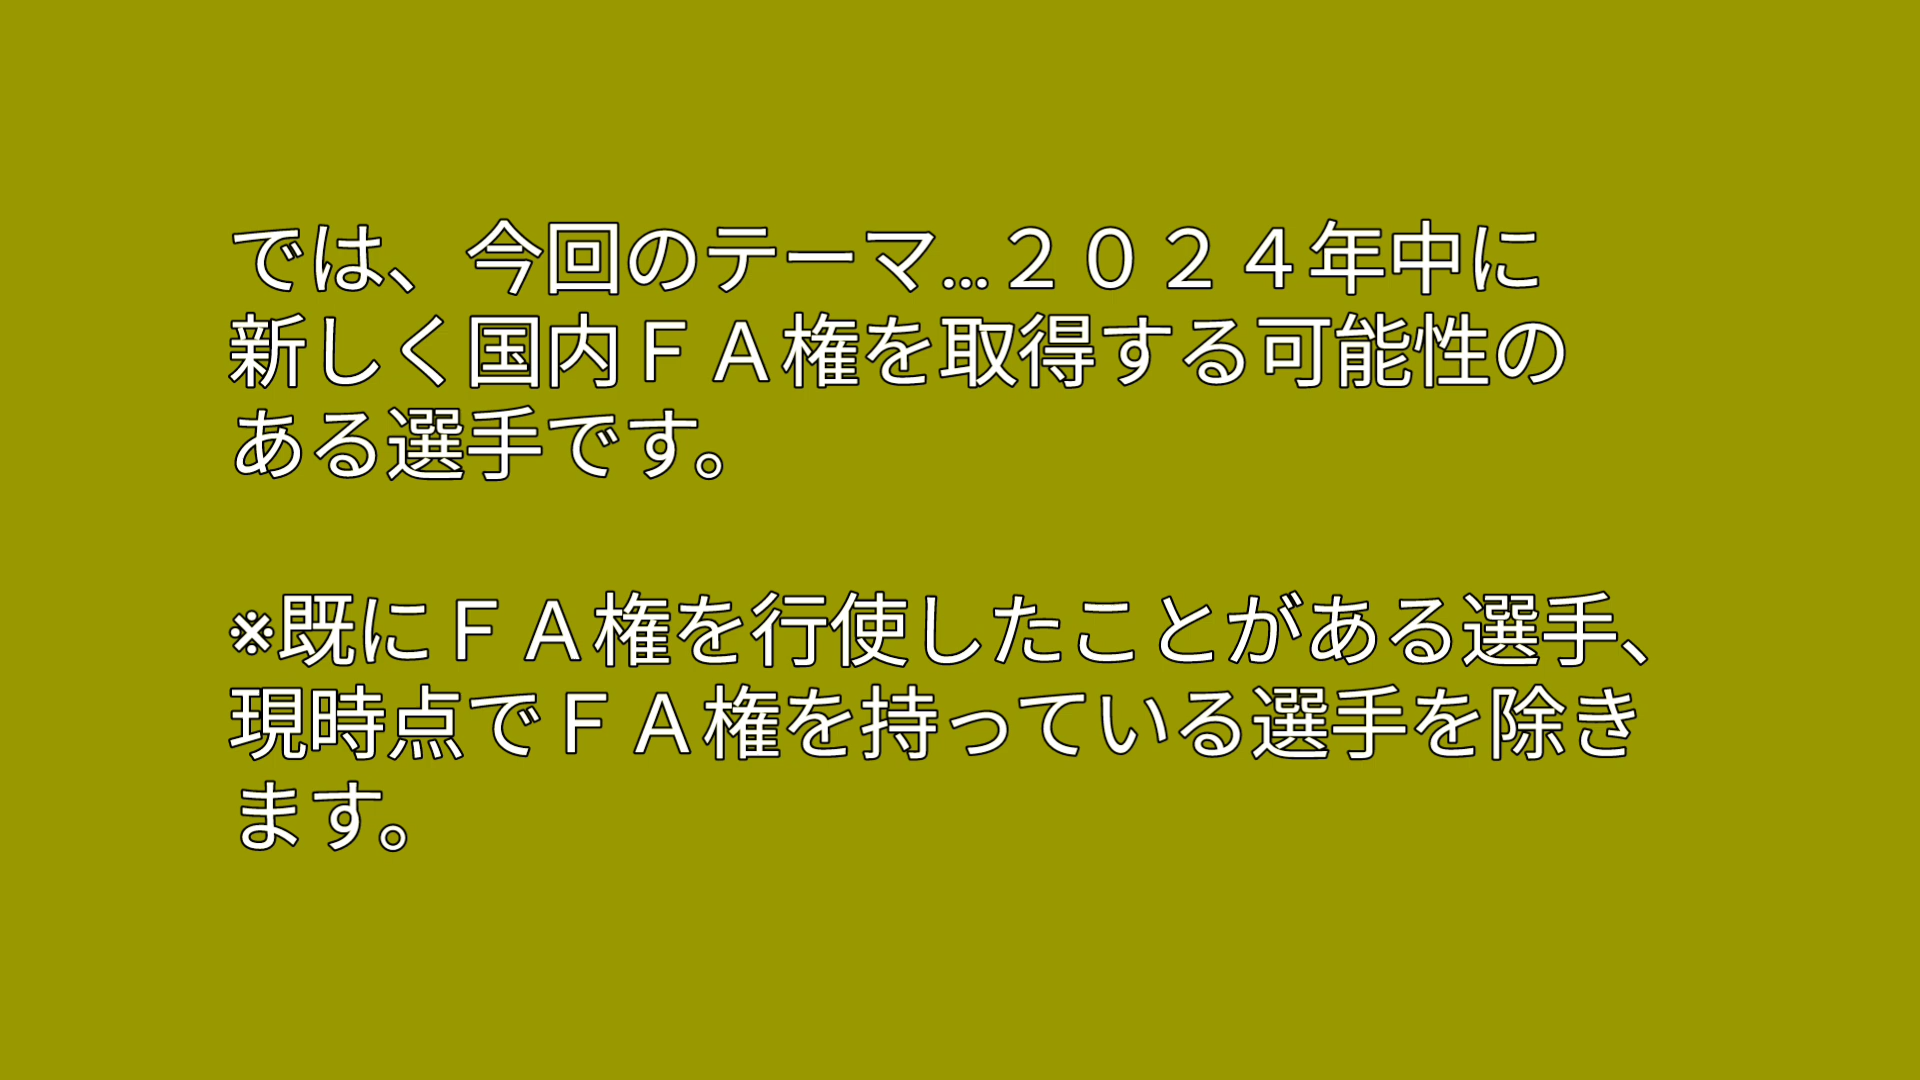 では、今回のテーマ…２０２４年中に
新しく国内ＦＡ権を取得する可能性の
ある選手です。
※既にＦＡ権を行使したことがある選手、
現時点でＦＡ権を持っている選手を除き
ます。